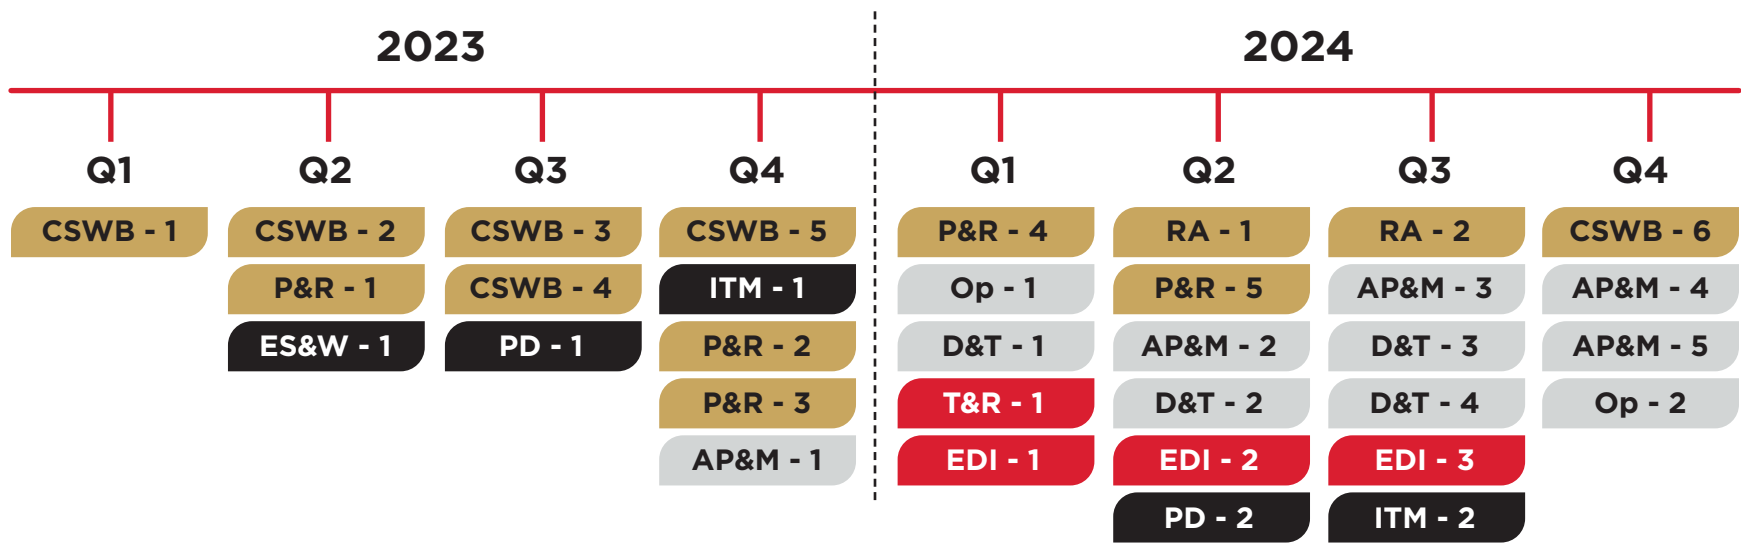 2023
2024
Q1
Q2
Q3
Q4
Q1
Q2
Q3
Q4
CSWB - 1
CSWB - 2
P&R - 1
ES&W - 1
CSWB - 3
CSWB - 4
PD - 1
CSWB - 5
ITM - 1
P&R - 2
P&R - 3
AP&M - 1
P&R - 4
Op - 1
D&T - 1
T&R - 1
EDI - 1
RA - 1
P&R - 5
AP&M - 2
D&T - 2
EDI - 2
PD - 2
RA - 2
AP&M - 3
D&T - 3
D&T - 4
EDI - 3
ITM - 2
CSWB - 6
AP&M - 4
AP&M - 5
Op - 2